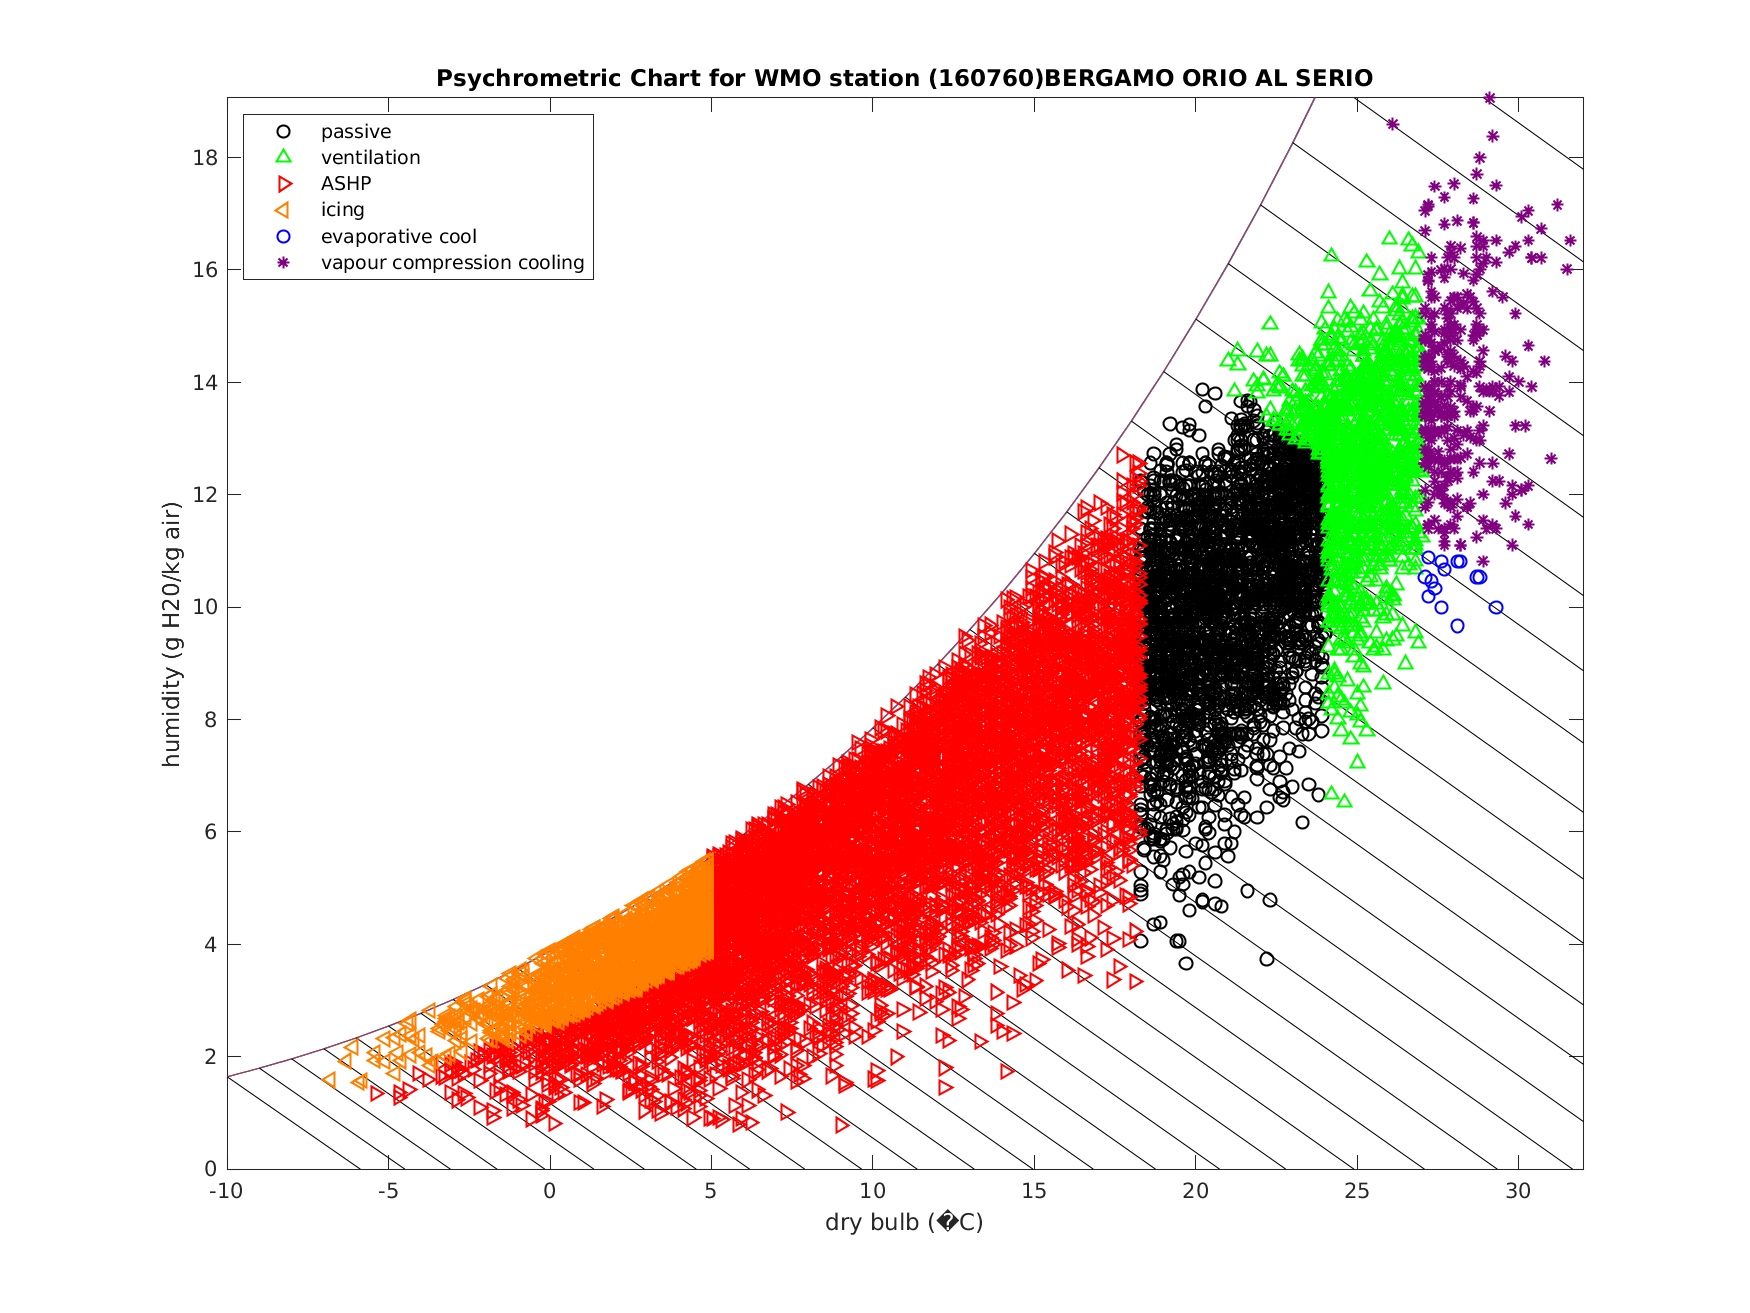 Psychrometric Chart for WMO station (160760)BERGAMO ORIO AL SERIO
passive
ventilation
ASHP
icing
evaporative cool
vapour compression cooling
18
16
14
12
10
8
6
4
2
0
humidity (g H20/kg air)
-10
-5
0
5
10
15
20
25
30
dry bulb (�C)